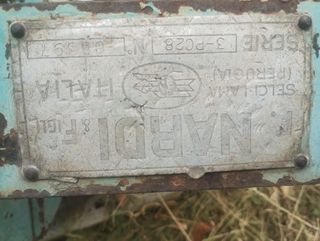 F. NARDI & FIGLI
SELCI-LAMA
(PERUGIA)
ITALIA
SERIE 3-PC28 N°